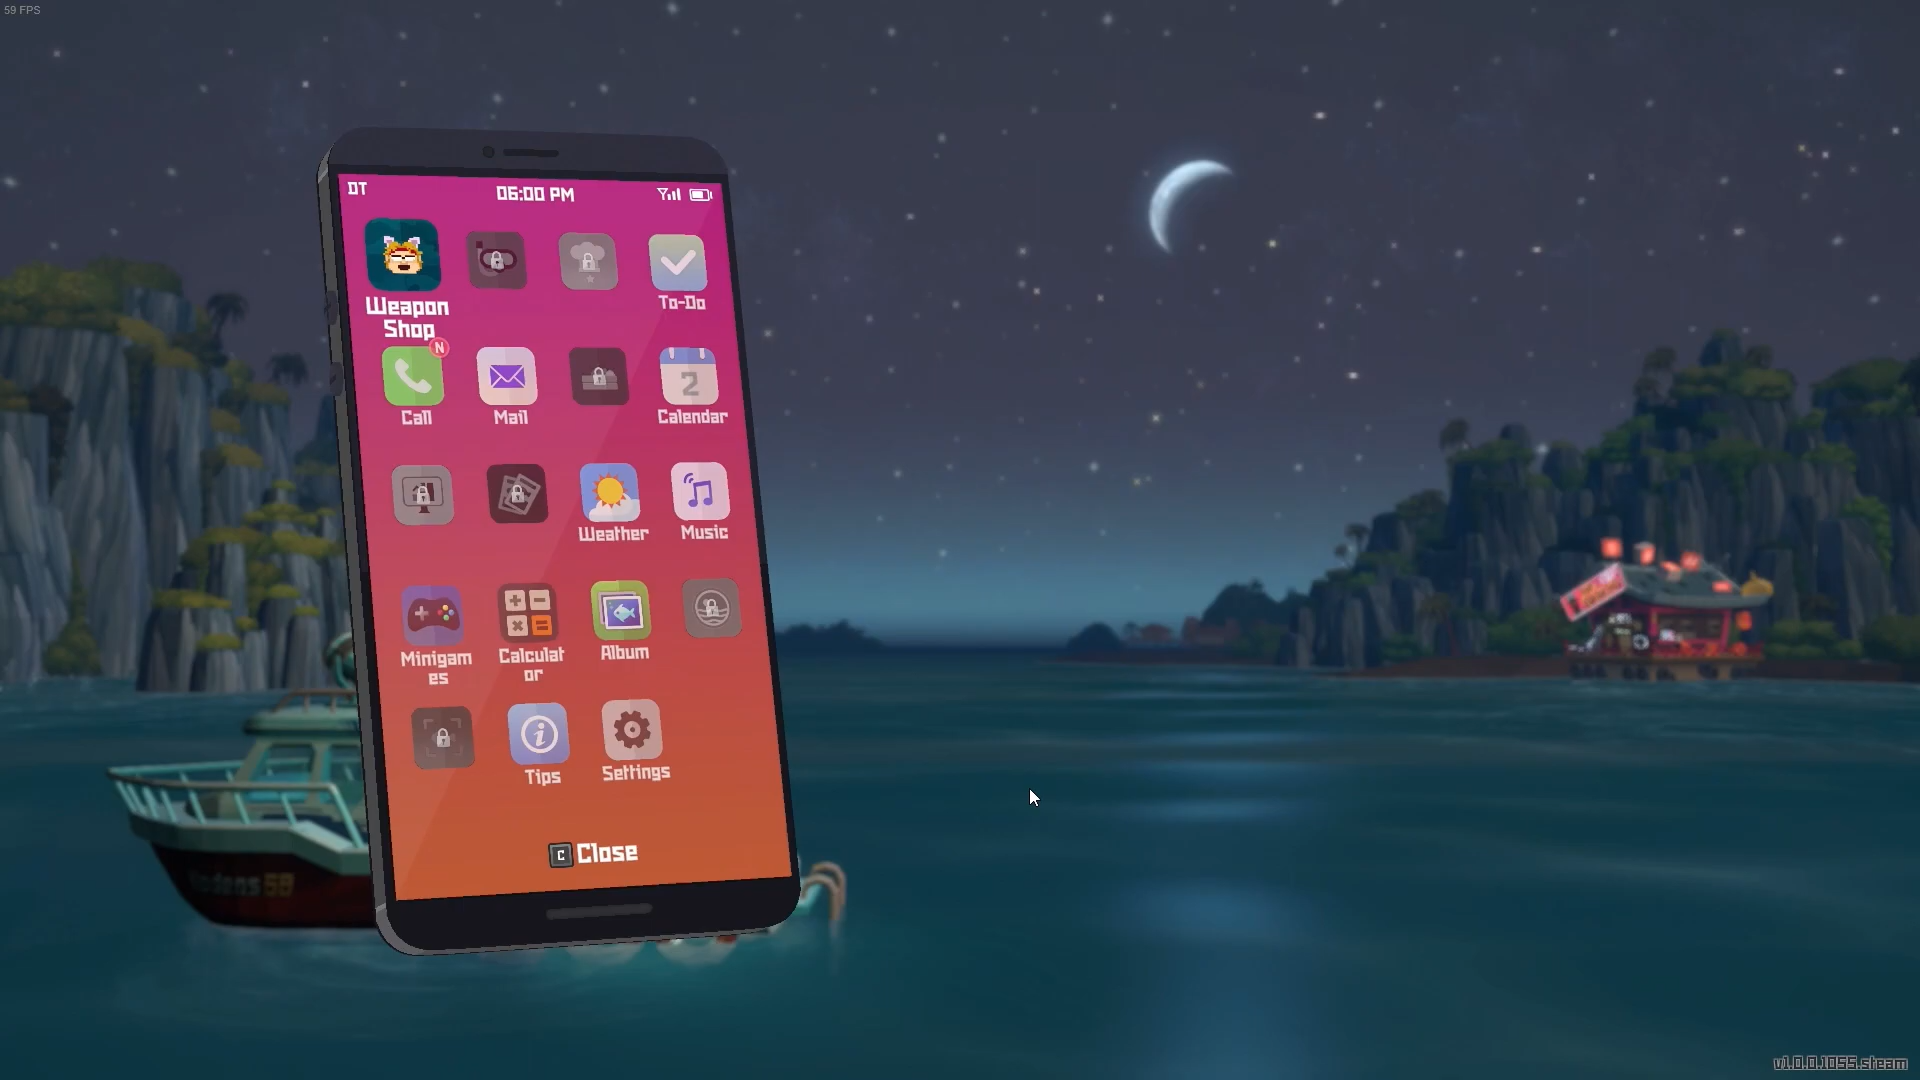 59 FPS
DT
06:00 PM
Weapon
Shop
To-Do
N
Call
Mail
2
Calendar
Weather
Music
Minigam
es
Calculat
or
Album
Tips
Settings
C Close
v1.0.0.1055.steam